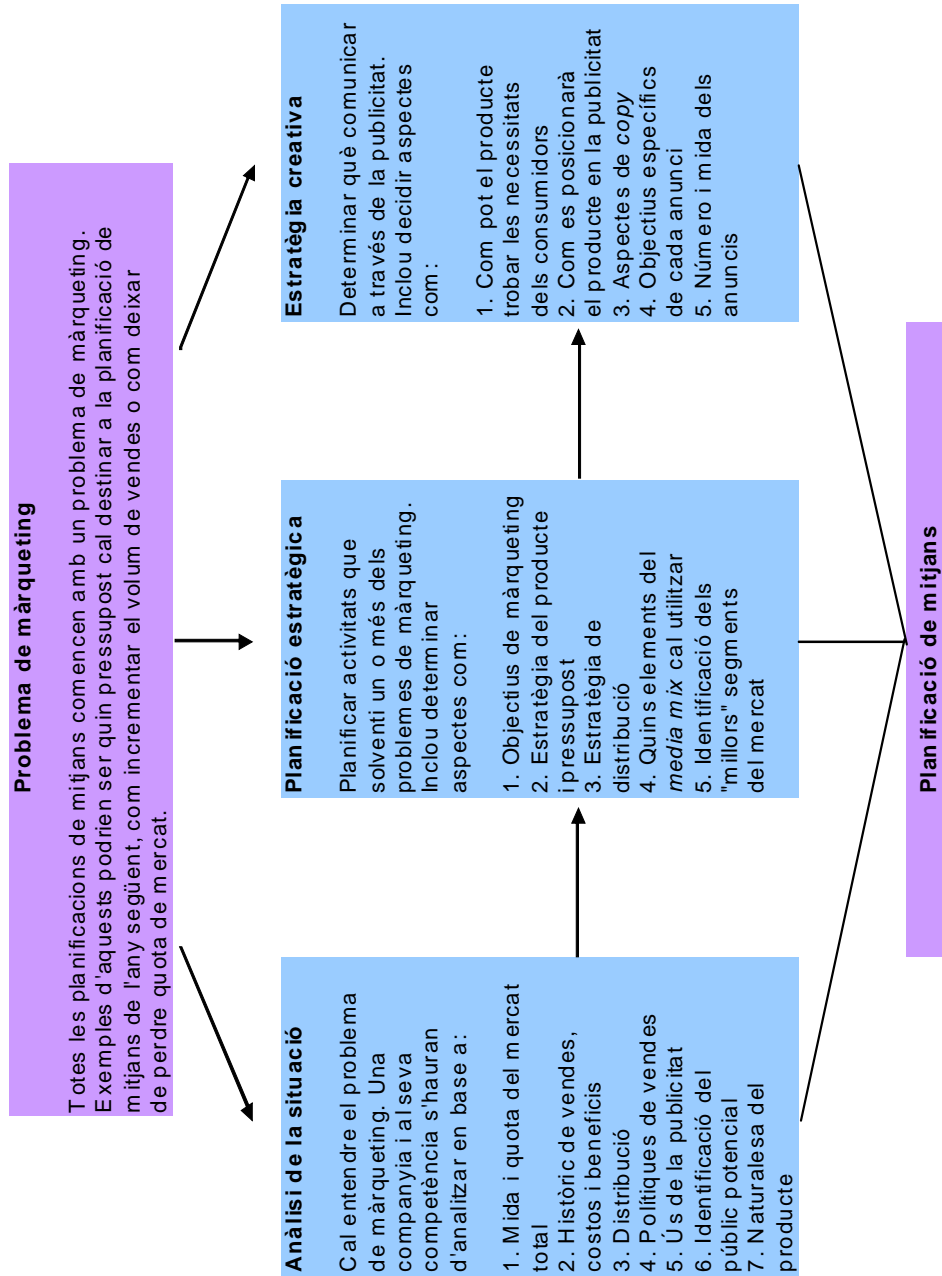 Problema de màrqueting
Totes les planificacions de mitjans comencen amb un problema de màrqueting.
Exemples d'aquests podrien ser quin pressupost cal destinar a la planificació de
mitjans de l'any següent, com incrementar el volum de vendes o com deixar
de perdre quota de mercat.
Anàlisi de la situació
Cal entendre el problema
de màrqueting. Una
companyia i al seva
competència s'hauran
d'analitzar en base a:
1. Mida i quota del mercat
total
2. Històric de vendes,
costos i beneficis
3. Distribució
4. Polítiques de vendes
5. Ús de la publicitat
6. Identificació del
públic potencial
7. Naturalesa del
producte
Planificació estratègica
Planificar activitats que
solventi un o més dels
problemes de màrqueting.
Inclou determinar
aspectes com:
1. Objectius de màrqueting
2. Estratègia del producte
i pressupost
3. Estratègia de
distribució
4. Quins elements del
media mix cal utilitzar
5. Identificació dels
"millors" segments
del mercat
Estratègia creativa
Determinar què comunicar
a través de la publicitat.
Inclou decidir aspectes
com:
1. Com pot el producte
trobar les necessitats
dels consumidors
2. Com es posicionarà
el producte en la publicitat
3. Aspectes de copy
4. Objectius específics
de cada anunci
5. Número i mida dels
anuncis
Planificació de mitjans